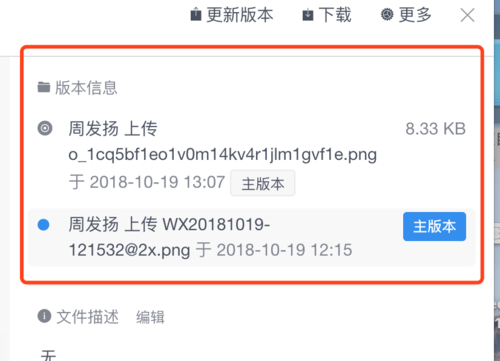 更新版本 下载 更多
版本信息
周发扬 上传 8.33 KB
o_1cq5bf1eo1v0m14kv4r1jlm1gvf1e.png
于 2018-10-19 13:07 主版本
周发扬 上传 WX20181019- 主版本
121532@2x.png 于 2018-10-19 12:15
文件描述 编辑
无